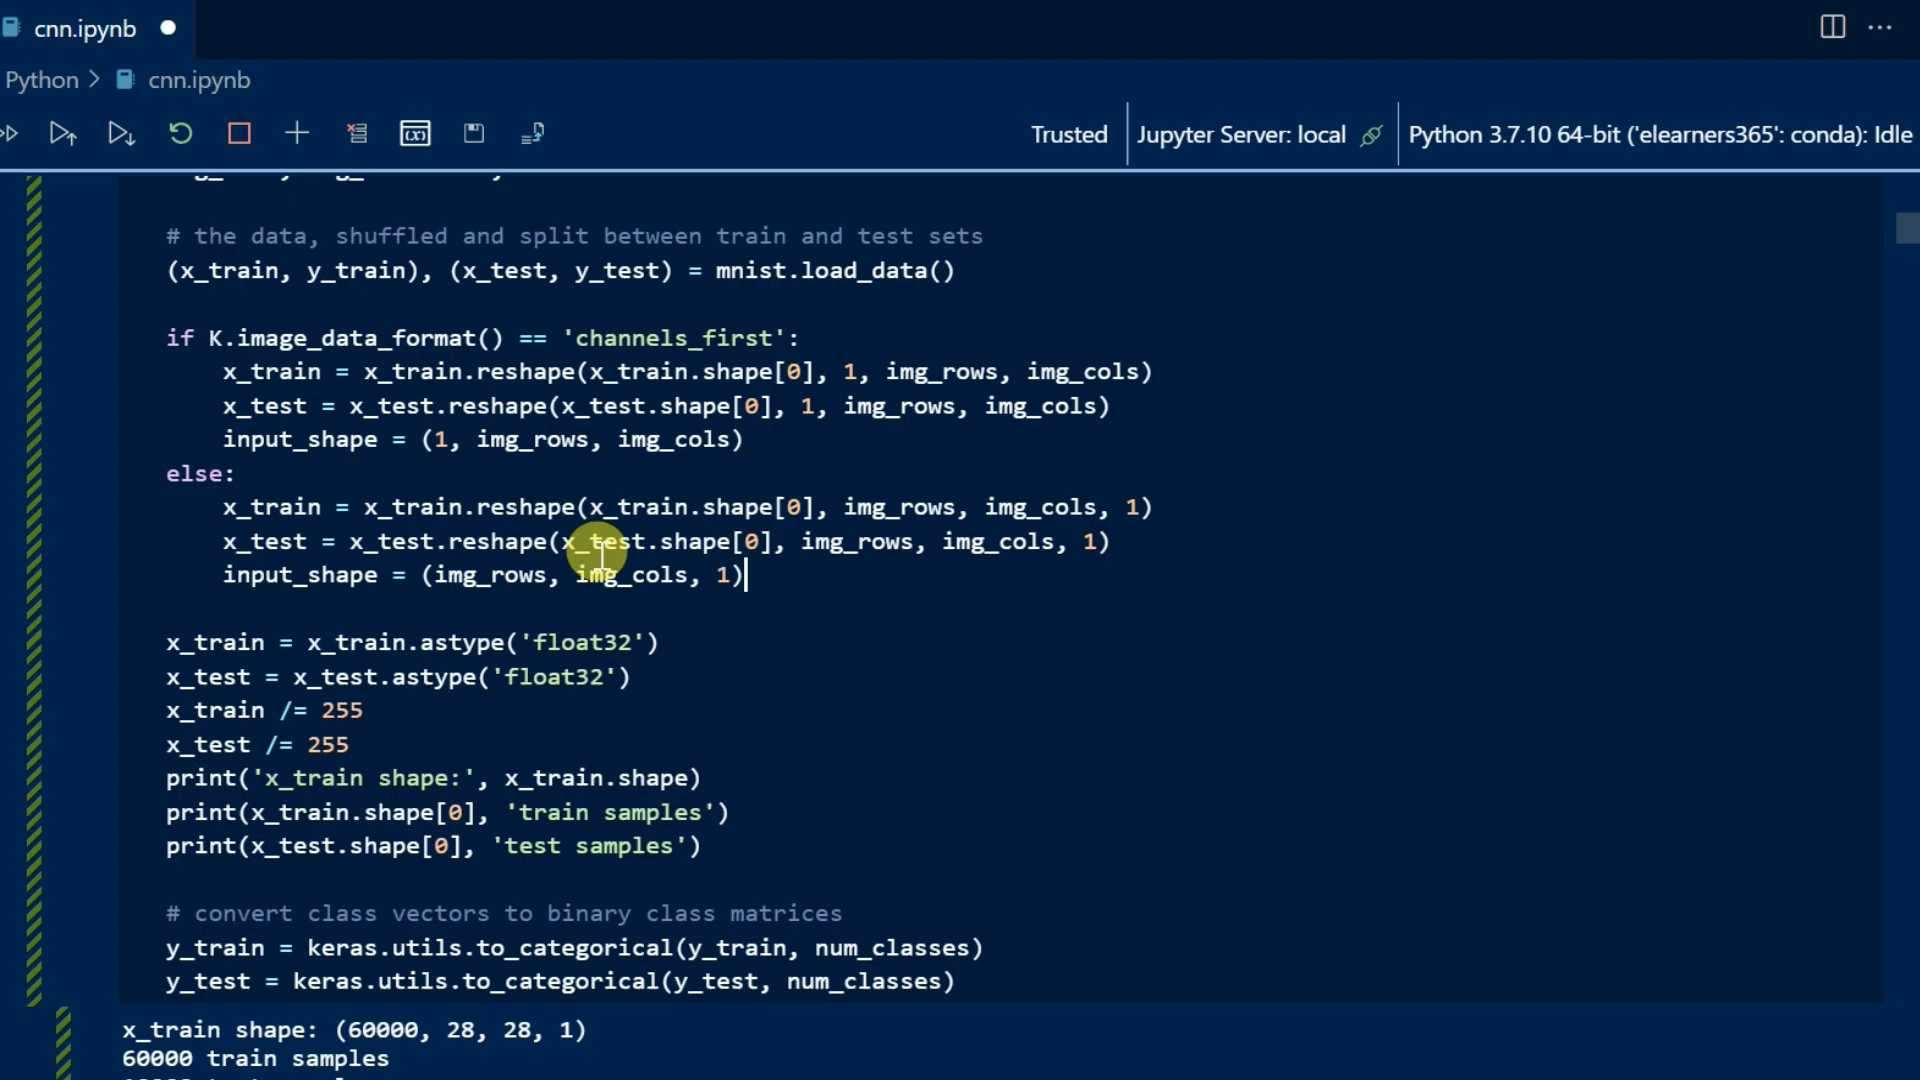 cnn.ipynb
Python > cnn.ipynb
Trusted
Jupyter Server: local
Python 3.7.10 64-bit ('elearners365': conda): Idle
# the data, shuffled and split between train and test sets
(x_train, y_train), (x_test, y_test) = mnist.load_data()
if K.image_data_format() == 'channels_first':
x_train = x_train.reshape(x_train.shape[0], 1, img_rows, img_cols)
x_test = x_test.reshape(x_test.shape[0], 1, img_rows, img_cols)
input_shape = (1, img_rows, img_cols)
else:
x_train = x_train.reshape(x_train.shape[0], img_rows, img_cols, 1)
x_test = x_test.reshape(x_test.shape[0], img_rows, img_cols, 1)
input_shape = (img_rows, img_cols, 1)
x_train = x_train.astype('float32')
x_test = x_test.astype('float32')
x_train /= 255
x_test /= 255
print('x_train shape:', x_train.shape)
print(x_train.shape[0], 'train samples')
print(x_test.shape[0], 'test samples')
# convert class vectors to binary class matrices
y_train = keras.utils.to_categorical(y_train, num_classes)
y_test = keras.utils.to_categorical(y_test, num_classes)
x_train shape: (60000, 28, 28, 1)
60000 train samples